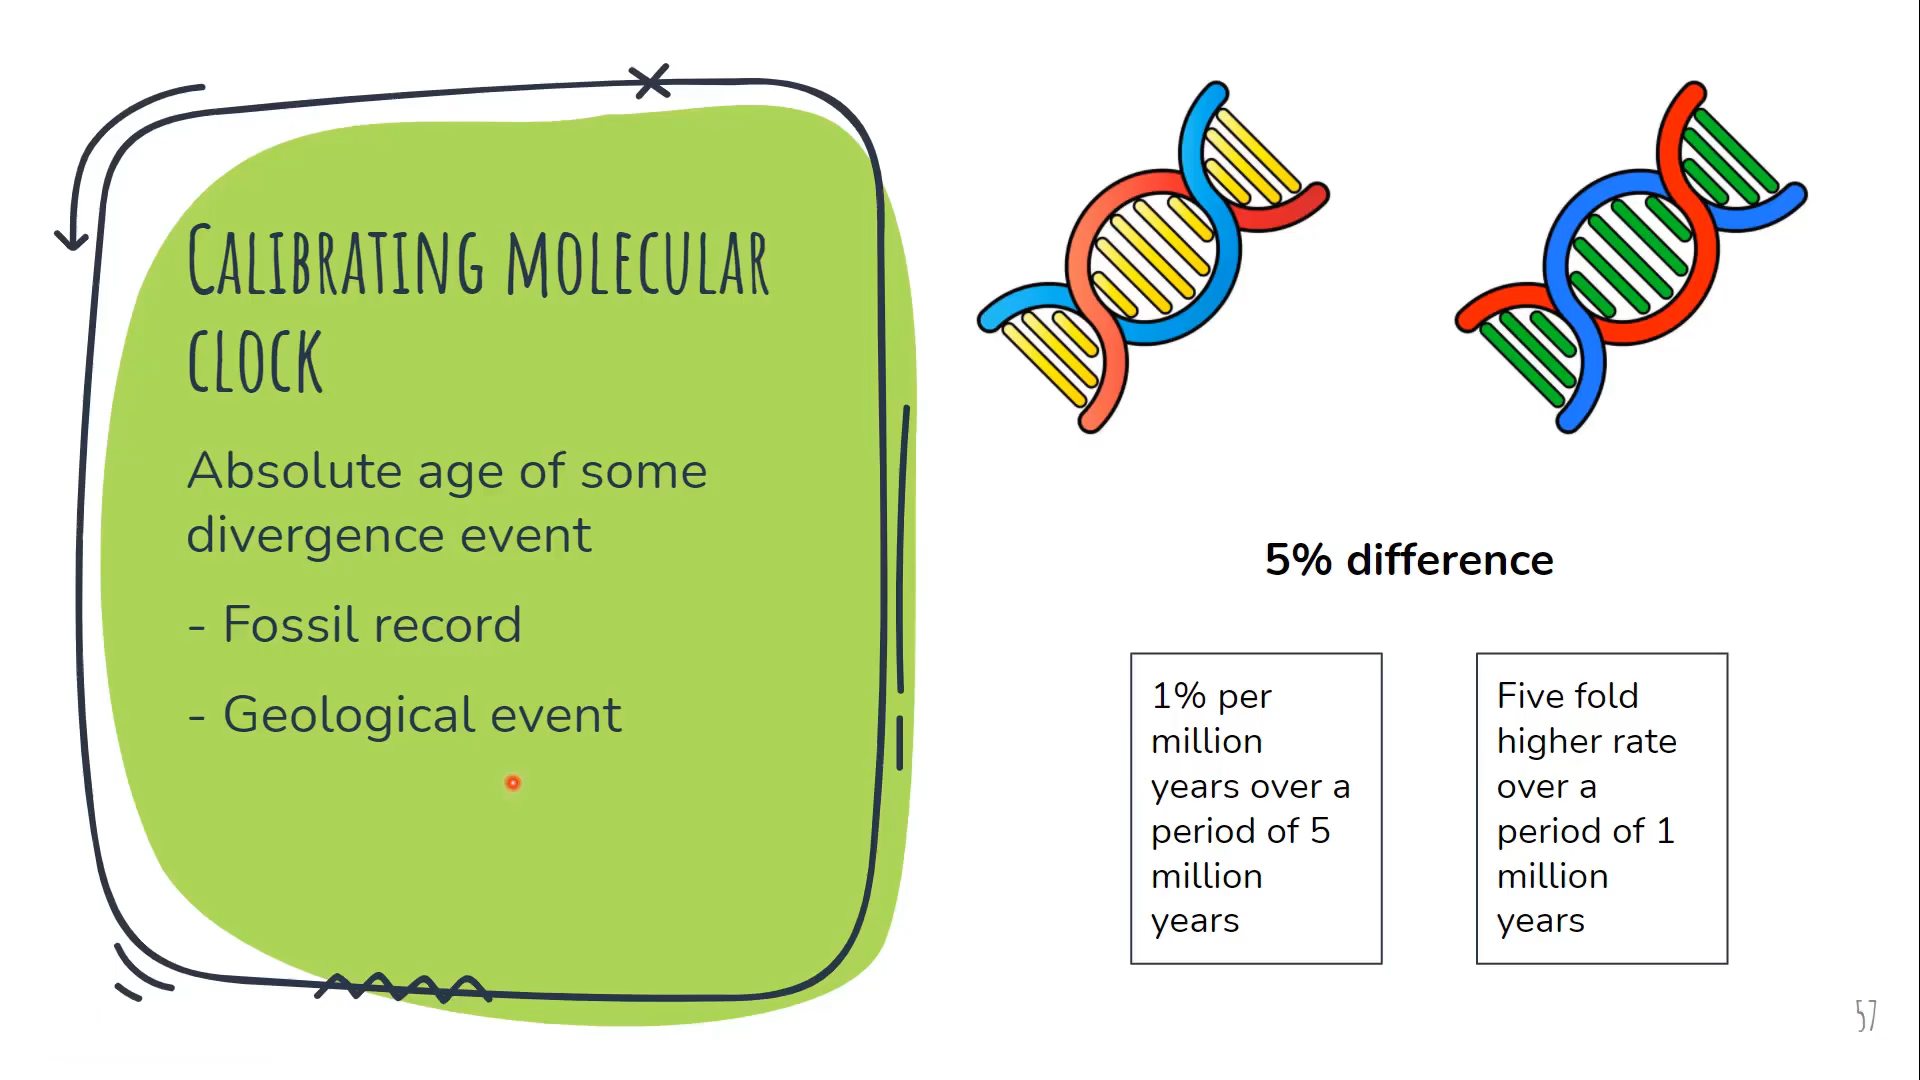 Calibrating molecular
clock
Absolute age of some
divergence event
- Fossil record
- Geological event
5% difference
1% per
million
years over a
period of 5
million
years
Five fold
higher rate
over a
period of 1
million
years
57